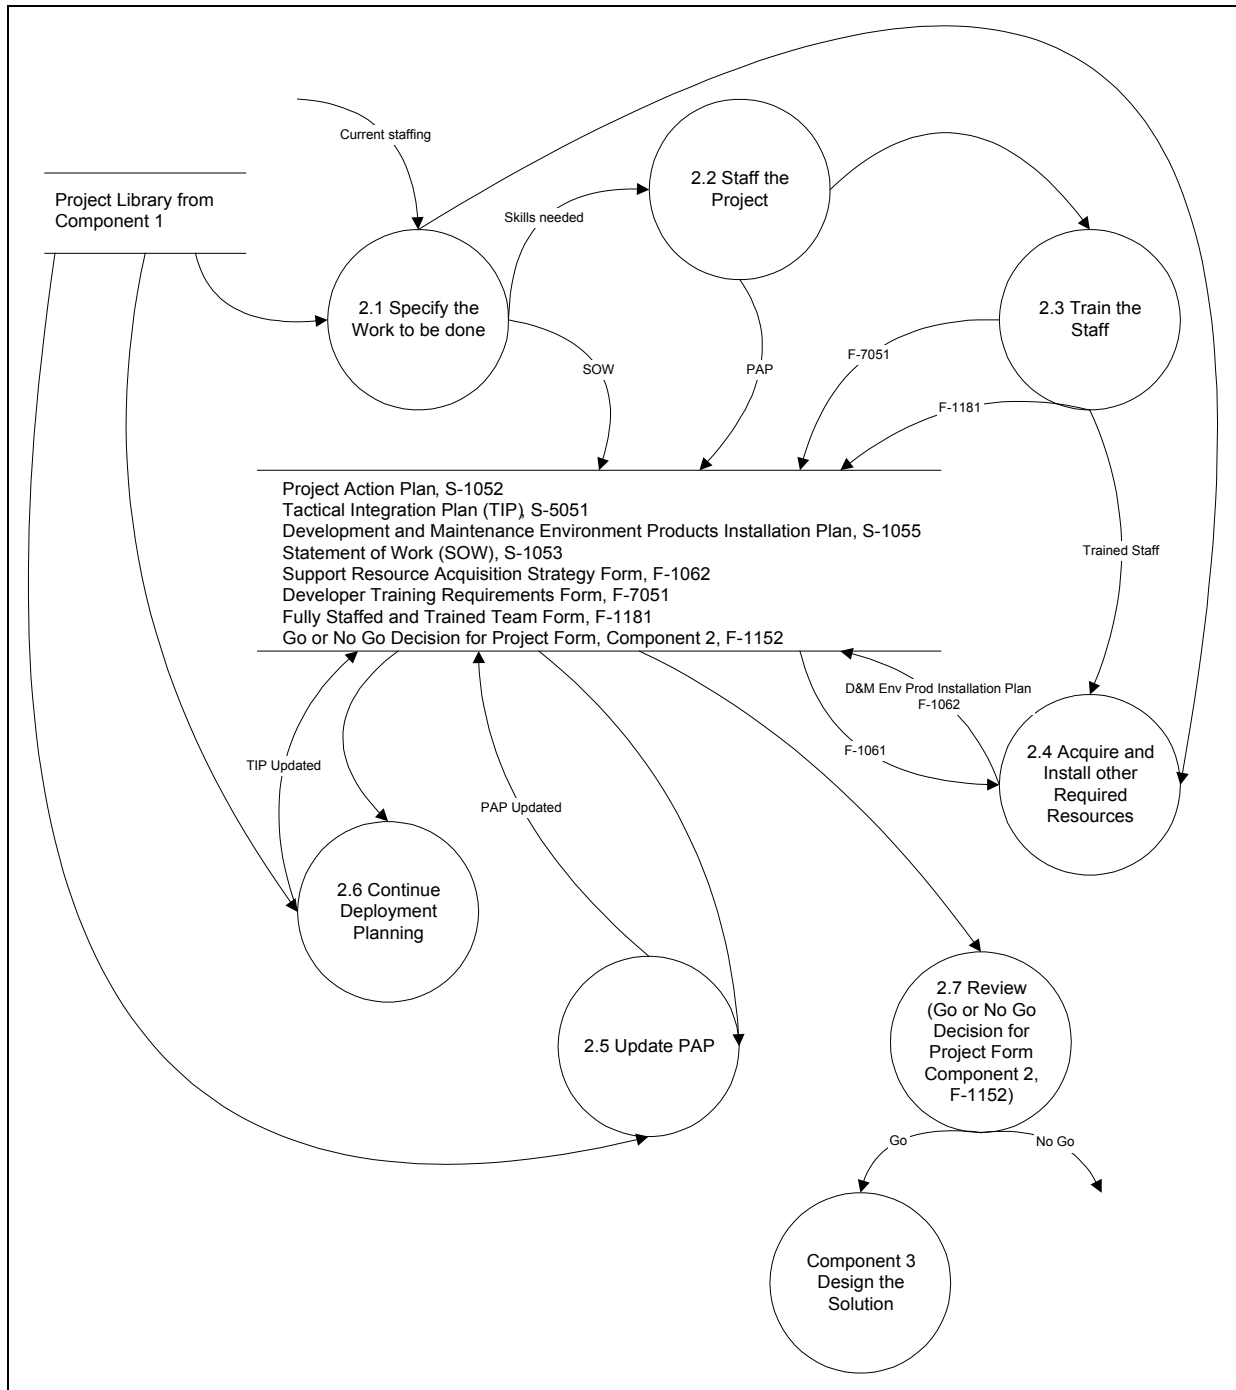 Current staffing
Project Library from
Component 1
2.2 Staff the
Project
Skills needed
2.1 Specify the
Work to be done
2.3 Train the
Staff
SOW
PAP
F-7051
F-1181
Project Action Plan, S-1052
Tactical Integration Plan (TIP), S-5051
Development and Maintenance Environment Products Installation Plan, S-1055
Statement of Work (SOW), S-1053
Support Resource Acquisition Strategy Form, F-1062
Developer Training Requirements Form, F-7051
Fully Staffed and Trained Team Form, F-1181
Go or No Go Decision for Project Form, Component 2, F-1152
Trained Staff
D&M Env Prod Installation Plan
F-1062
F-1061
2.4 Acquire and
Install other
Required
Resources
TIP Updated
PAP Updated
2.6 Continue
Deployment
Planning
2.5 Update PAP
2.7 Review
(Go or No Go
Decision for
Project Form
Component 2,
F-1152)
Go
No Go
Component 3
Design the
Solution